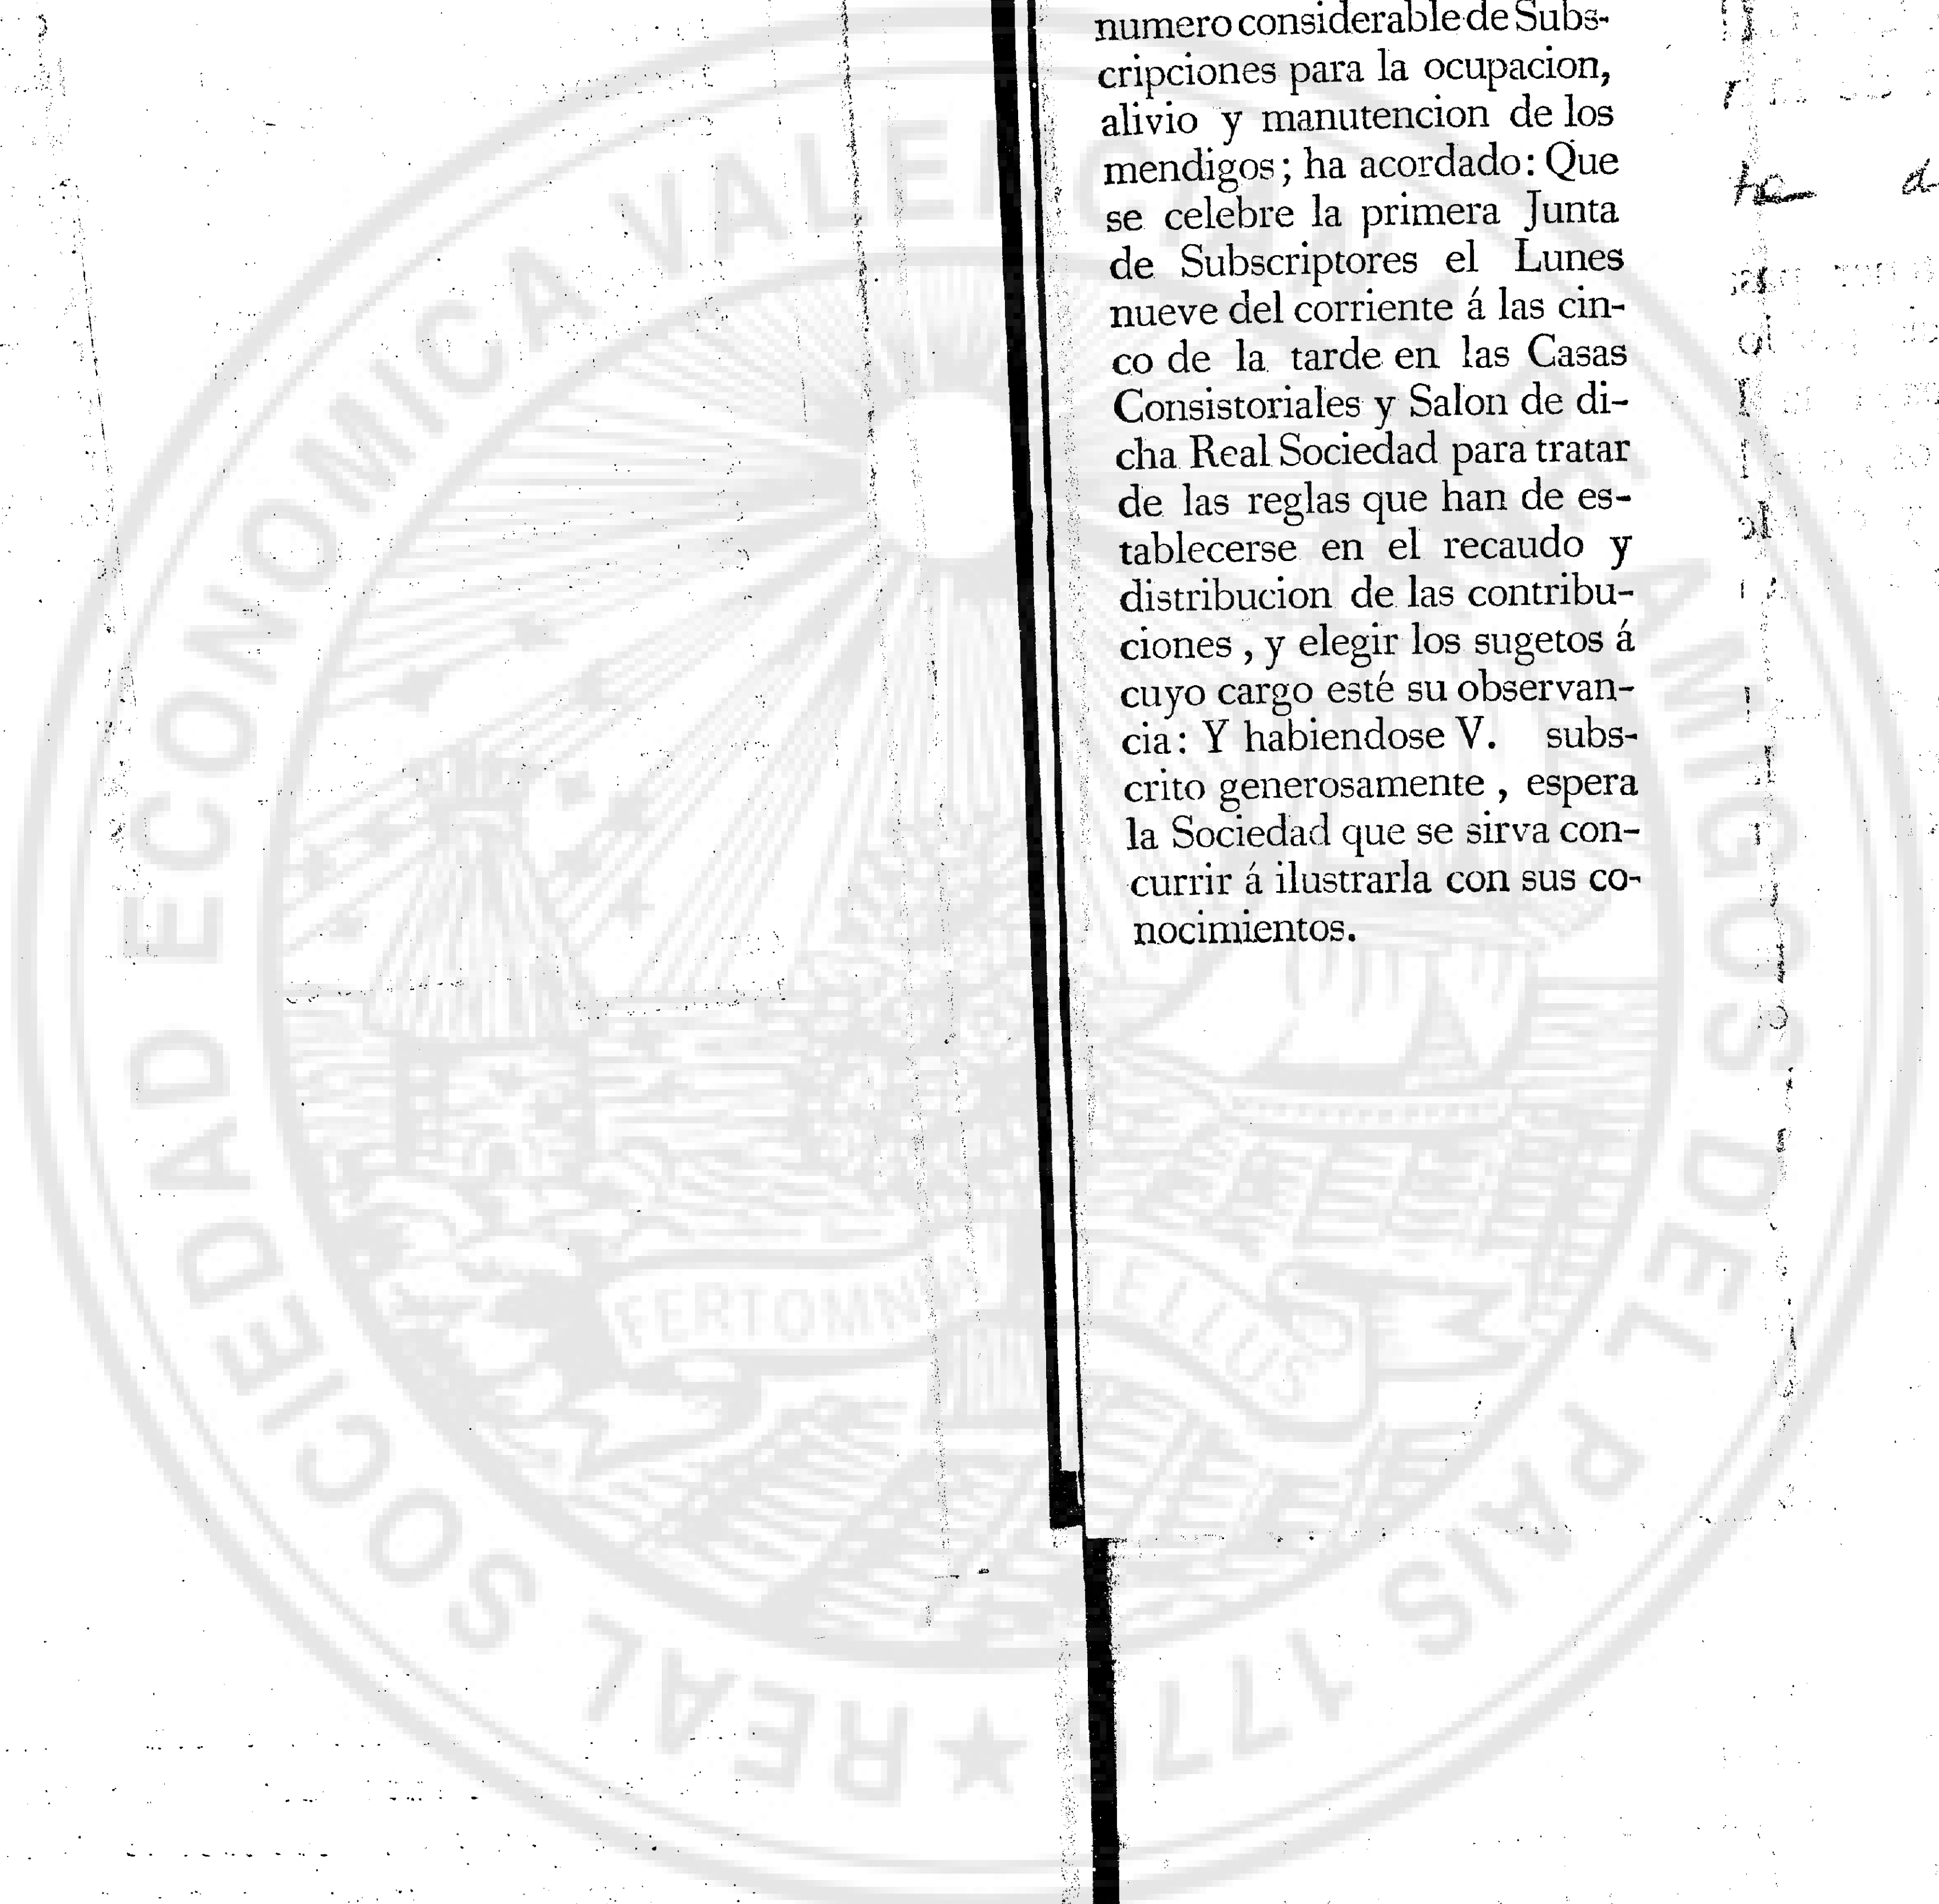 numero considerable de Subs-
cripciones para la ocupacion,
alivio y manutencion de los
mendigos; ha acordado: Que
se celebre la primera Junta
de Subscriptores el Lunes
nueve del corriente á las cin-
co de la tarde en las Casas
Consistoriales y Salon de di-
cha Real Sociedad para tratar
de las reglas que han de es-
tablecerse en el recaudo y
distribucion de las contribu-
ciones, y elegir los sugetos á
cuyo cargo esté su observan-
cia: Y habiendose V. subs-
crito generosamente, espera
la Sociedad que se sirva con-
currir á ilustrarla con sus co-
nocimientos.
REAL SOCIEDAD ECONOMICA AMIGOS DEL PAIS